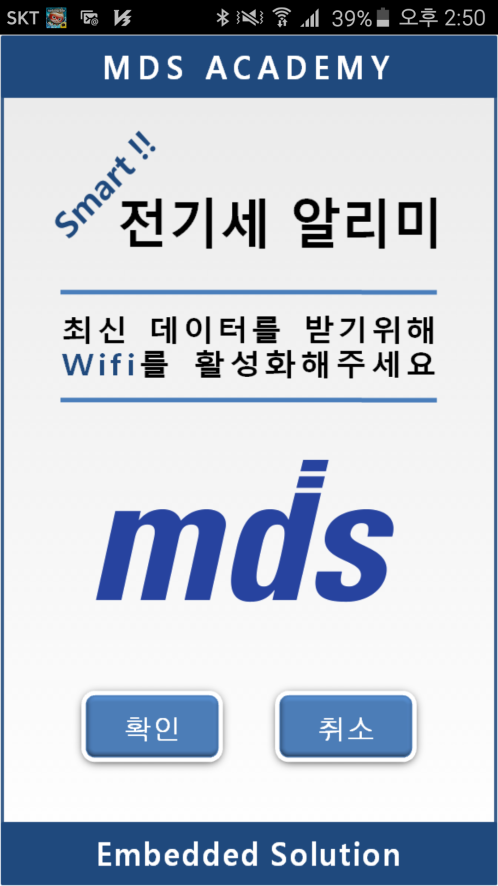 SKT 39% 오후 2:50
MDS ACADEMY
Smart !!
전기세 알리미
최신 데이터를 받기위해
Wifi를 활성화해주세요
mds
확인 취소
Embedded Solution